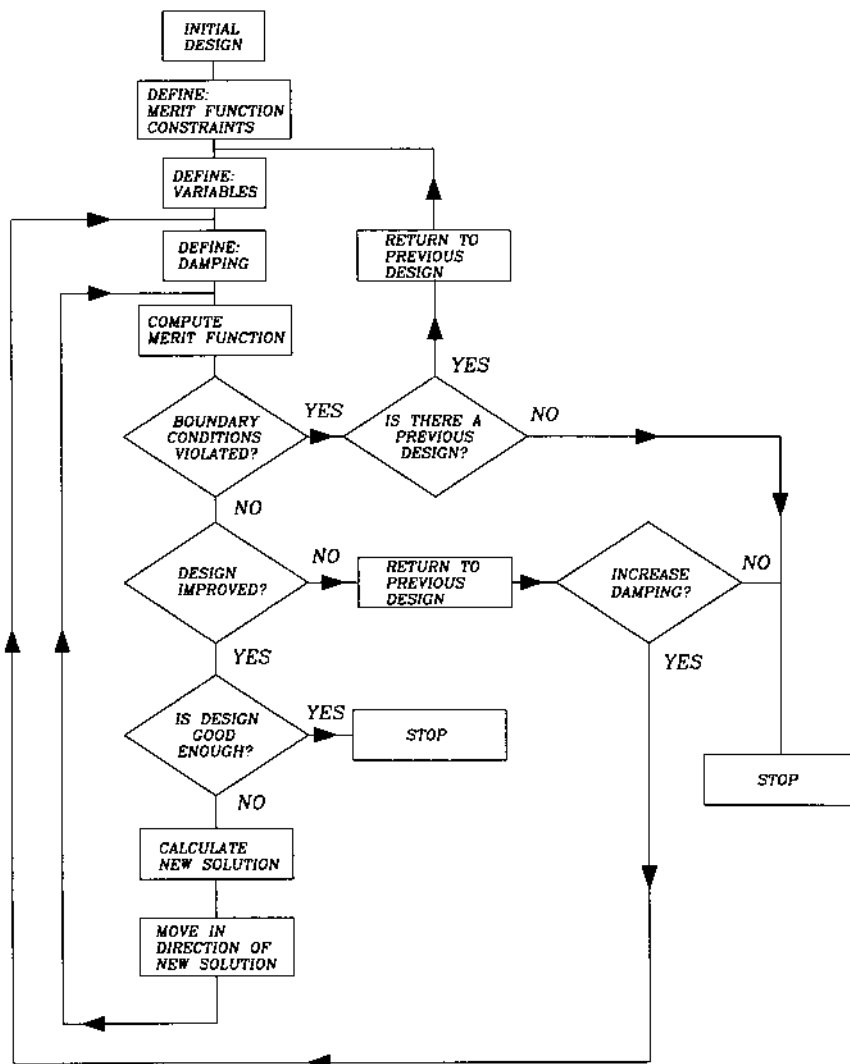 INITIAL
DESIGN
DEFINE:
MERIT FUNCTION
CONSTRAINTS
DEFINE:
VARIABLES
DEFINE:
DAMPING
RETURN TO
PREVIOUS
DESIGN
COMPUTE
MERIT FUNCTION
YES
BOUNDARY
CONDITIONS
VIOLATED?
YES
IS THERE A
PREVIOUS
DESIGN?
NO
NO
DESIGN
IMPROVED?
NO
RETURN TO
PREVIOUS
DESIGN
INCREASE
DAMPING?
NO
YES
YES
IS DESIGN
GOOD
ENOUGH?
YES
STOP
STOP
NO
CALCULATE
NEW SOLUTION
MOVE IN
DIRECTION OF
NEW SOLUTION